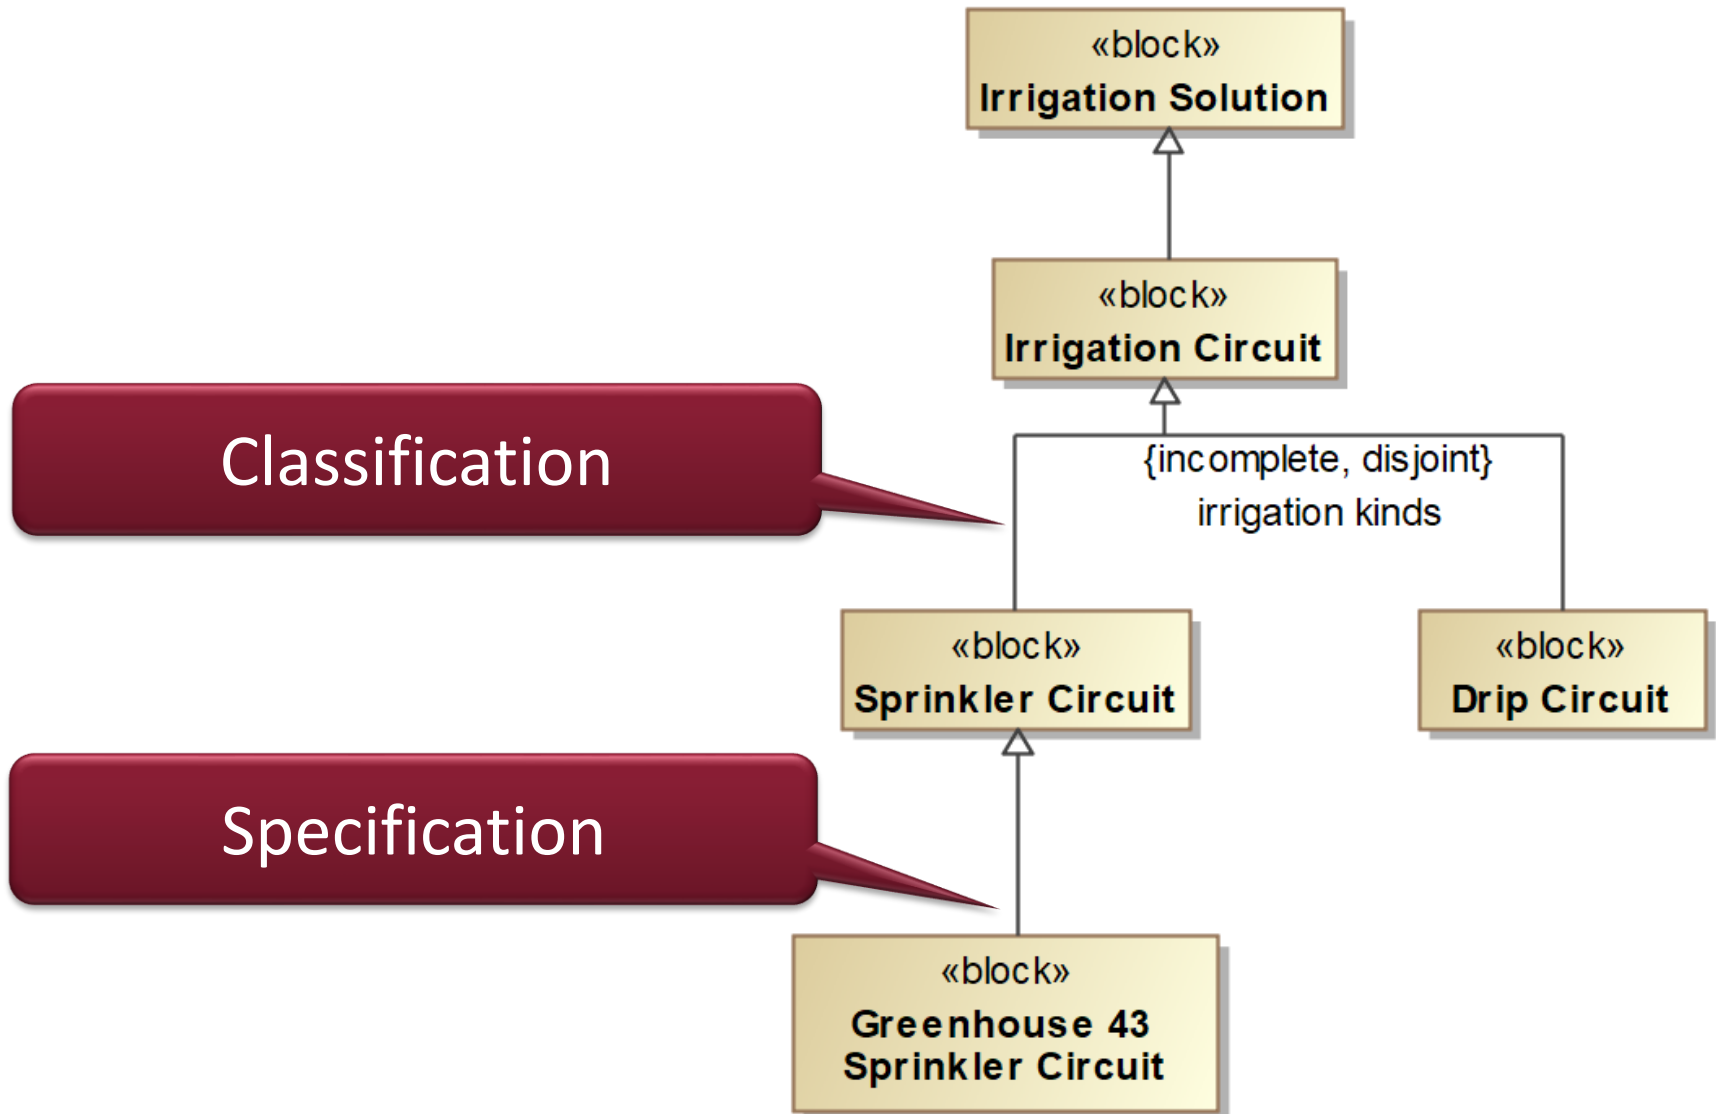 «block»
Irrigation Solution
«block»
Irrigation Circuit
Classification
{incomplete, disjoint}
irrigation kinds
«block»
Sprinkler Circuit
«block»
Drip Circuit
Specification
«block»
Greenhouse 43
Sprinkler Circuit